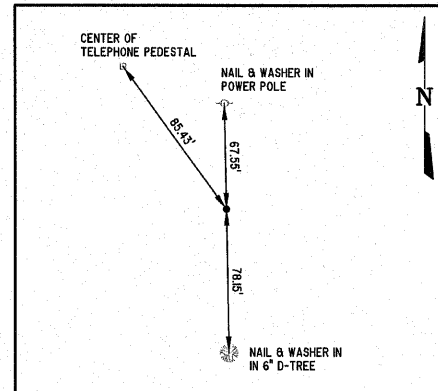 CENTER OF
TELEPHONE PEDESTAL
NAIL & WASHER IN
POWER POLE
N
85.43'
67.55'
78.15'
NAIL & WASHER IN
IN 6" D-TREE